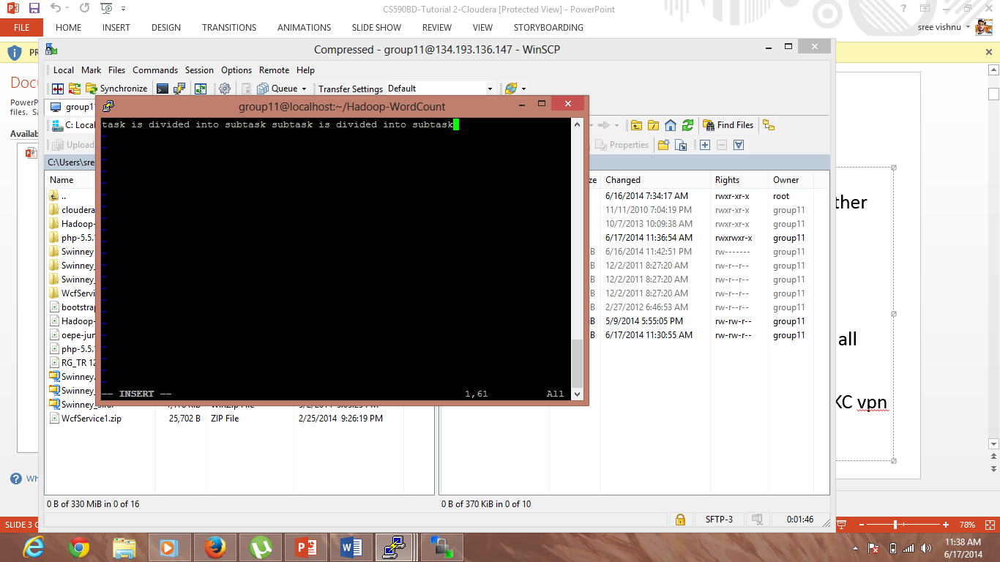 CS590BD-Tutorial 2-Cloudera [Protected View] - PowerPoint
FILE HOME INSERT DESIGN TRANSITIONS ANIMATIONS SLIDE SHOW REVIEW VIEW STORYBOARDING sree vishnu
Compressed - group11@134.193.136.147 - WinSCP
Local Mark Files Commands Session Options Remote Help
Synchronize Queue Transfer Settings Default
group11@localhost:~/Hadoop-WordCount
task is divided into subtask subtask is divided into subtask
-- INSERT -- 1,61 All
C: Local
Find Files
Upload
Properties
C:\Users\sre
Name
Changed Rights Owner
..
6/16/2014 7:34:17 AM rwxr-xr-x root
cloudera
11/11/2010 7:04:19 PM rwxr-xr-x group11
Hadoop-
10/7/2013 10:09:38 AM rwxr-xr-x group11
php-5.5.
6/17/2014 11:36:54 AM rwxrwxr-x group11
Swinney
B 6/16/2014 11:42:51 PM rw------- group11
Swinney_
B 12/2/2011 8:27:20 AM rw-r--r-- group11
Swinney_
B 12/2/2011 8:27:20 AM rw-r--r-- group11
WcfServi
B 12/2/2011 8:27:20 AM rw-r--r-- group11
bootstrap
B 2/27/2012 6:46:53 AM rw-r--r-- group11
Hadoop-
B 5/9/2014 5:55:05 PM rw-rw-r-- group11
oepe-jun
B 6/17/2014 11:30:55 AM rw-rw-r-- group11
php-5.5.
RG_TR 12
Swinney.
Swinney_
WcfService1.zip 25,702 B ZIP File 2/25/2014 9:26:19 PM
0 B of 330 MiB in 0 of 16
0 B of 370 KiB in 0 of 10
SFTP-3 0:01:46
Docu
PowerPo
files. Sa
Availab
Wh
ther
all
KC vpn
SLIDE 3 O
78%
11:38 AM
6/17/2014